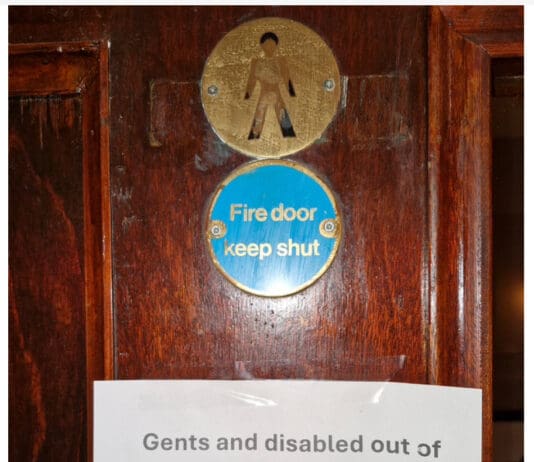 Fire door
keep shut
Gents and disabled out of